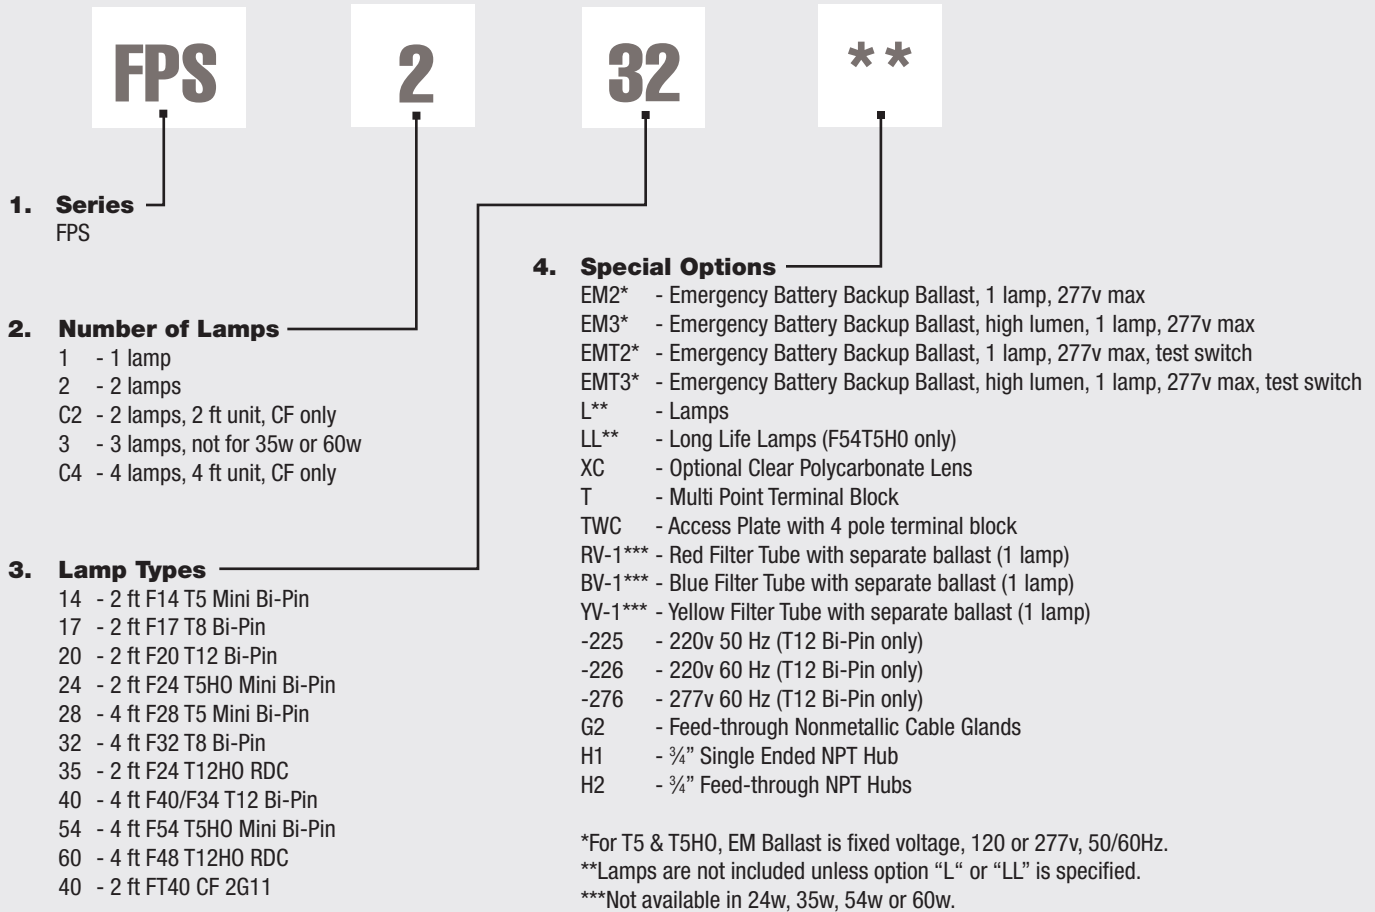 FPS 2 32 **
1. Series
FPS
2. Number of Lamps
1 - 1 lamp
2 - 2 lamps
C2 - 2 lamps, 2 ft unit, CF only
3 - 3 lamps, not for 35w or 60w
C4 - 4 lamps, 4 ft unit, CF only
3. Lamp Types
14 - 2 ft F14 T5 Mini Bi-Pin
17 - 2 ft F17 T8 Bi-Pin
20 - 2 ft F20 T12 Bi-Pin
24 - 2 ft F24 T5HO Mini Bi-Pin
28 - 4 ft F28 T5 Mini Bi-Pin
32 - 4 ft F32 T8 Bi-Pin
35 - 2 ft F24 T12HO RDC
40 - 4 ft F40/F34 T12 Bi-Pin
54 - 4 ft F54 T5HO Mini Bi-Pin
60 - 4 ft F48 T12HO RDC
40 - 2 ft FT40 CF 2G11
4. Special Options
EM2* - Emergency Battery Backup Ballast, 1 lamp, 277v max
EM3* - Emergency Battery Backup Ballast, high lumen, 1 lamp, 277v max
EMT2* - Emergency Battery Backup Ballast, 1 lamp, 277v max, test switch
EMT3* - Emergency Battery Backup Ballast, high lumen, 1 lamp, 277v max, test switch
L** - Lamps
LL** - Long Life Lamps (F54T5H0 only)
XC - Optional Clear Polycarbonate Lens
T - Multi Point Terminal Block
TWC - Access Plate with 4 pole terminal block
RV-1*** - Red Filter Tube with separate ballast (1 lamp)
BV-1*** - Blue Filter Tube with separate ballast (1 lamp)
YV-1*** - Yellow Filter Tube with separate ballast (1 lamp)
-225 - 220v 50 Hz (T12 Bi-Pin only)
-226 - 220v 60 Hz (T12 Bi-Pin only)
-276 - 277v 60 Hz (T12 Bi-Pin only)
G2 - Feed-through Nonmetallic Cable Glands
H1 - ¾” Single Ended NPT Hub
H2 - ¾” Feed-through NPT Hubs
*For T5 & T5HO, EM Ballast is fixed voltage, 120 or 277v, 50/60Hz.
**Lamps are not included unless option “L“ or “LL” is specified.
***Not available in 24w, 35w, 54w or 60w.